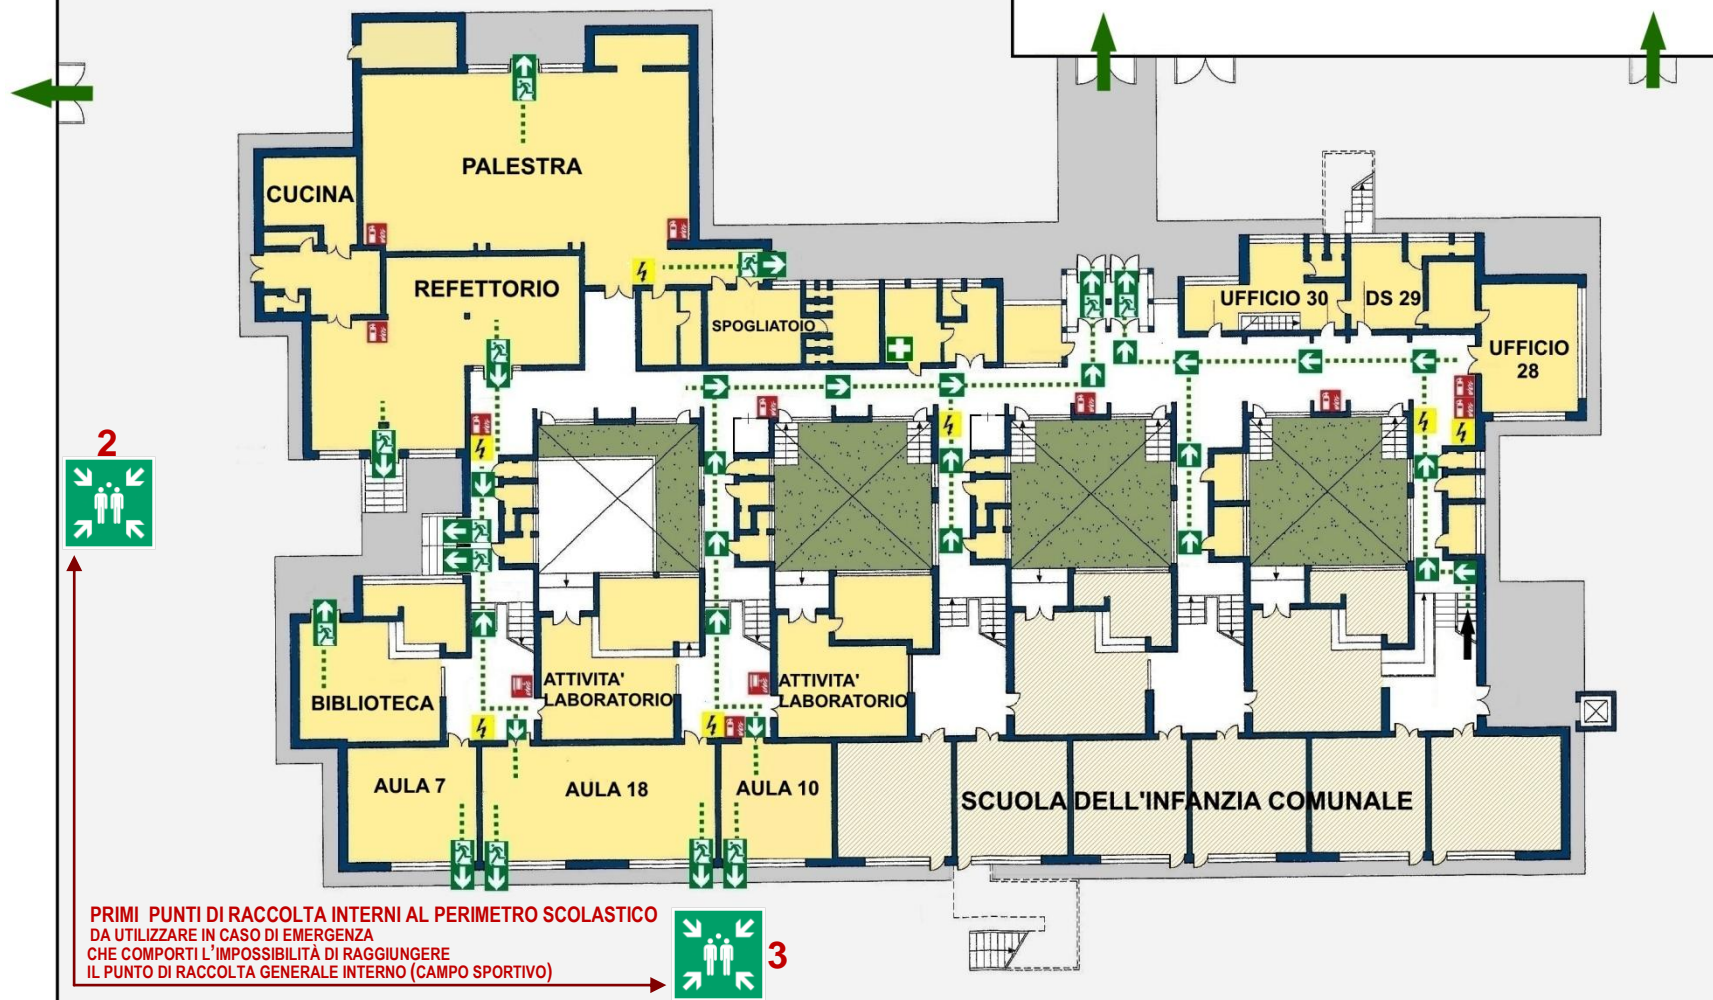 PALESTRA
CUCINA
REFETTORIO
SPOGLIATOIO
UFFICIO 30
DS 29
UFFICIO
28
2
BIBLIOTECA
ATTIVITA'
LABORATORIO
ATTIVITA'
LABORATORIO
AULA 7
AULA 18
AULA 10
SCUOLA DELL'INFANZIA COMUNALE
PRIMI PUNTI DI RACCOLTA INTERNI AL PERIMETRO SCOLASTICO
DA UTILIZZARE IN CASO DI EMERGENZA
CHE COMPORTI L'IMPOSSIBILITÀ DI RAGGIUNGERE
IL PUNTO DI RACCOLTA GENERALE INTERNO (CAMPO SPORTIVO)
3